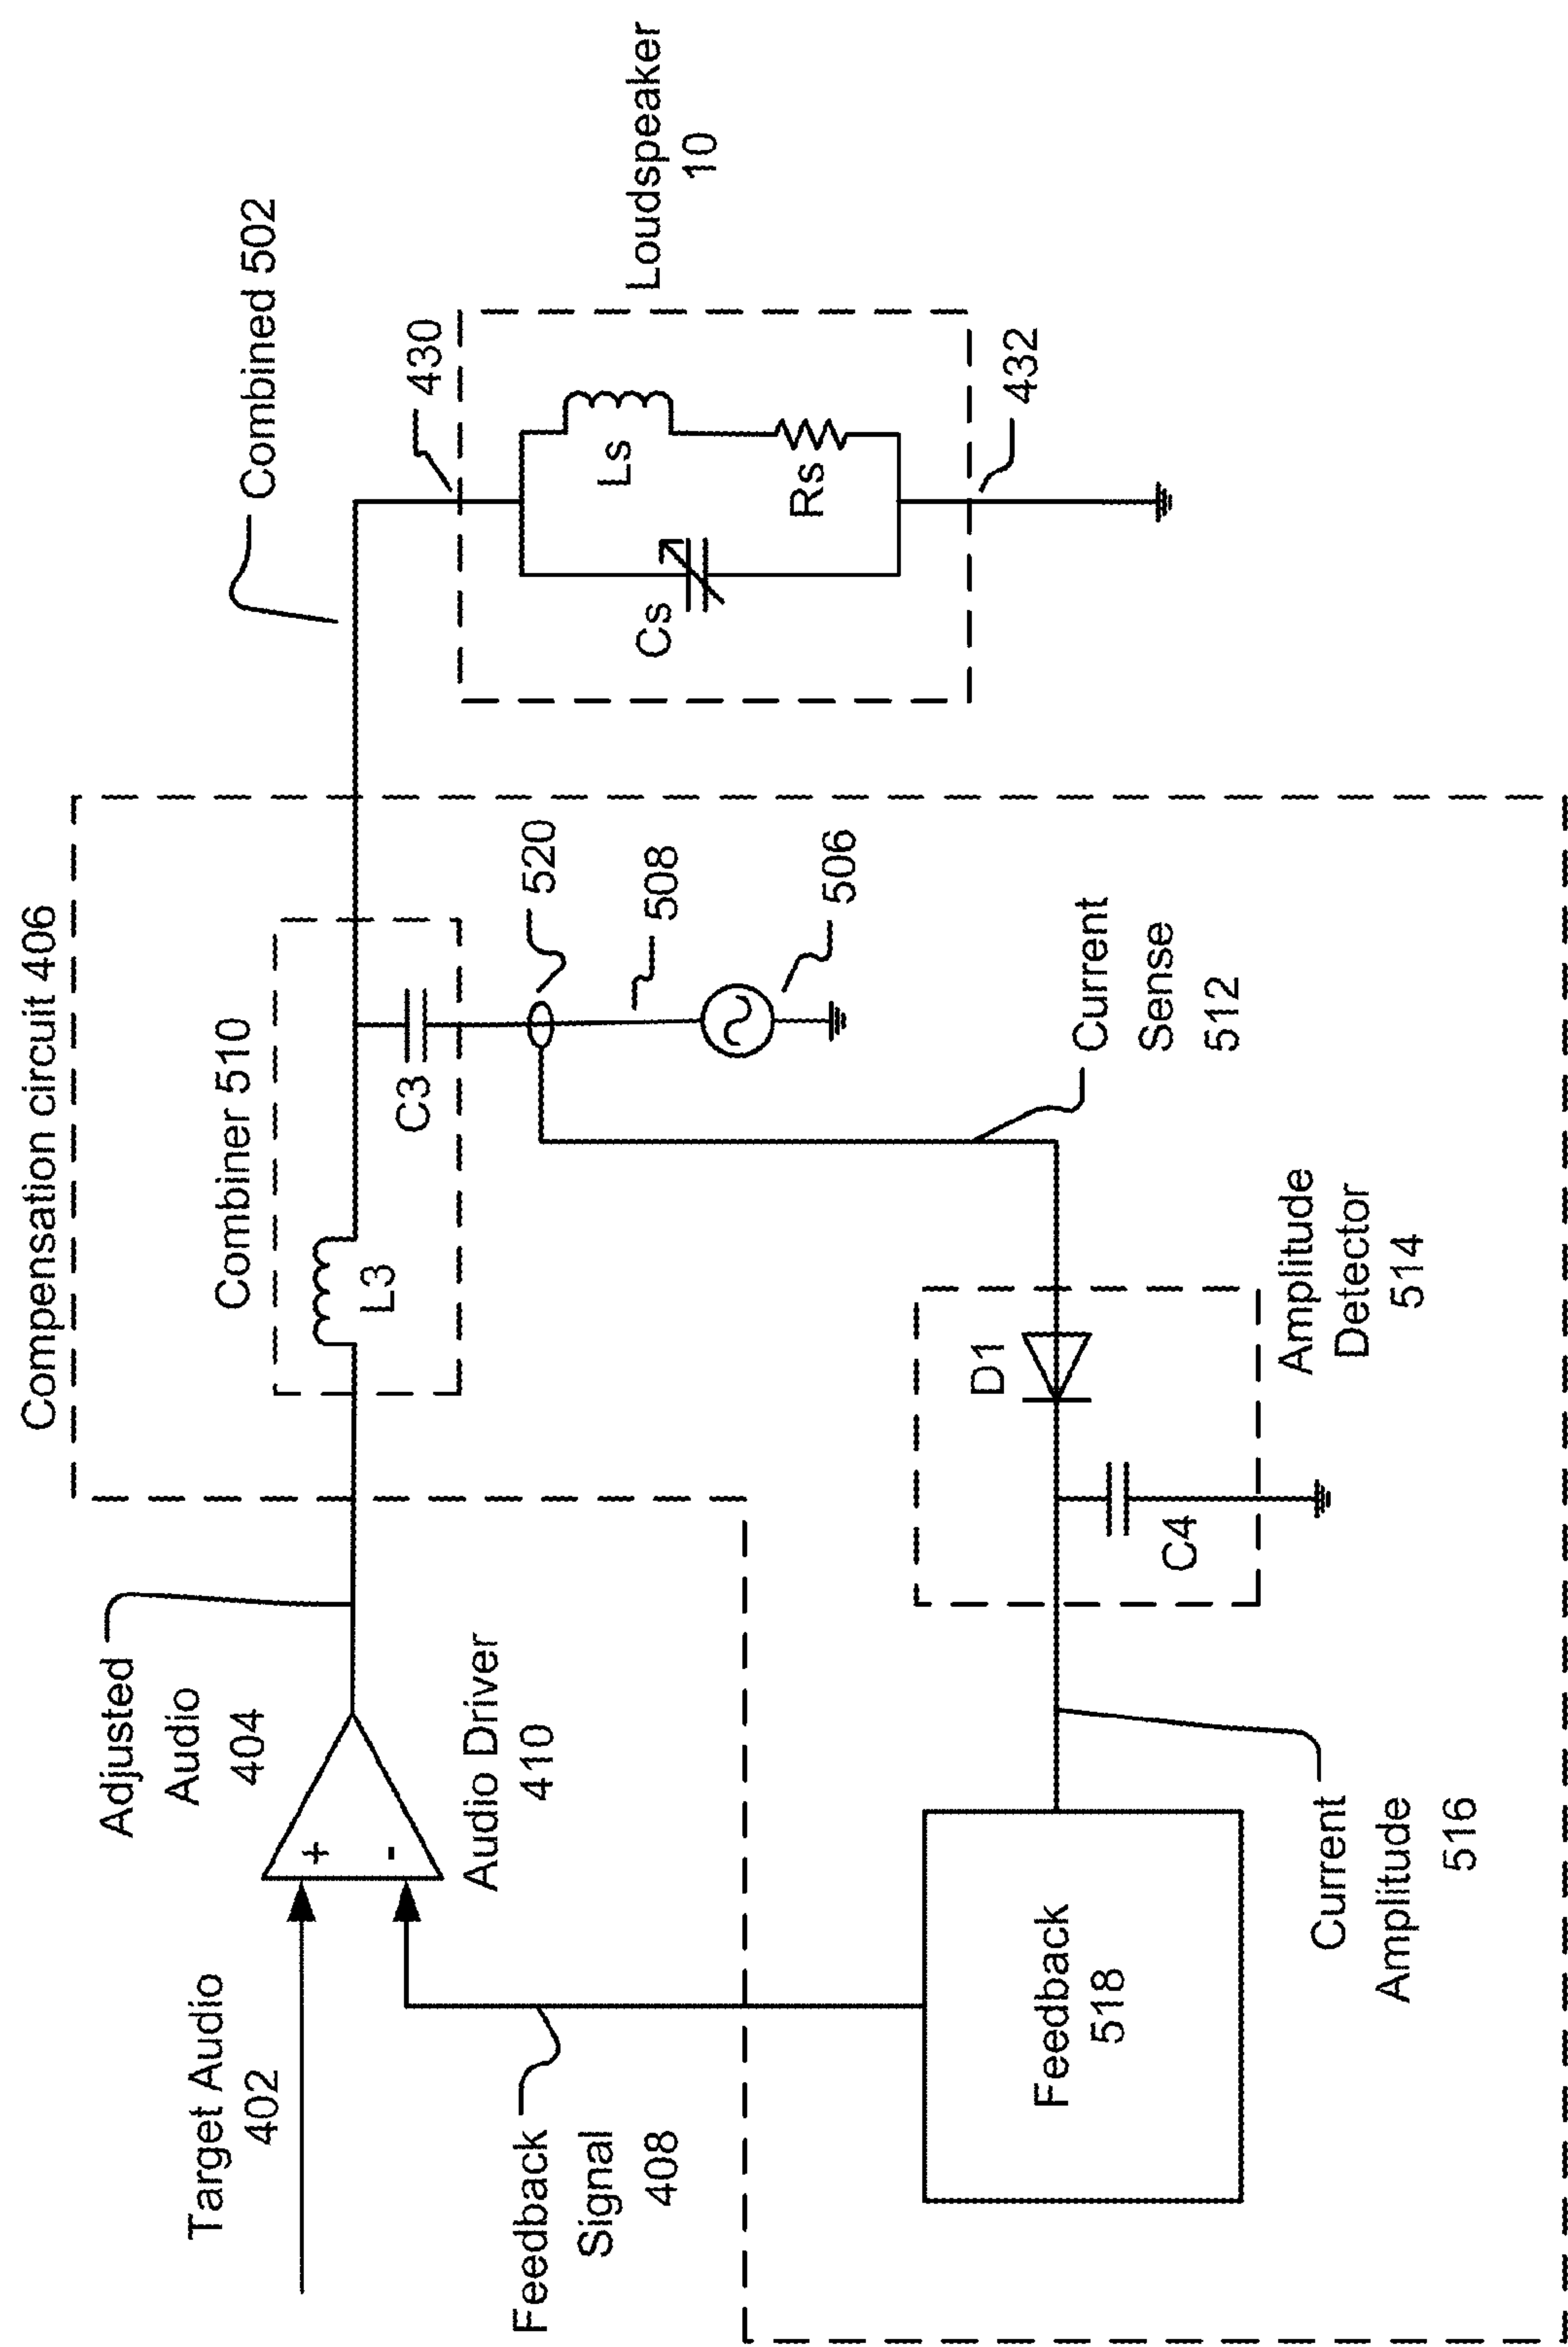 Compensation circuit 406
Combined 502
Combiner 510
Adjusted
Audio
404
Target Audio
402
+
-
L3
C3
430
Audio Driver
410
520
508
506
Feedback
Signal
408
Ls
Cs
Rs
Loudspeaker
10
432
D1
C4
Current
Sense
512
Amplitude
Detector
514
Feedback
518
Current
Amplitude
516